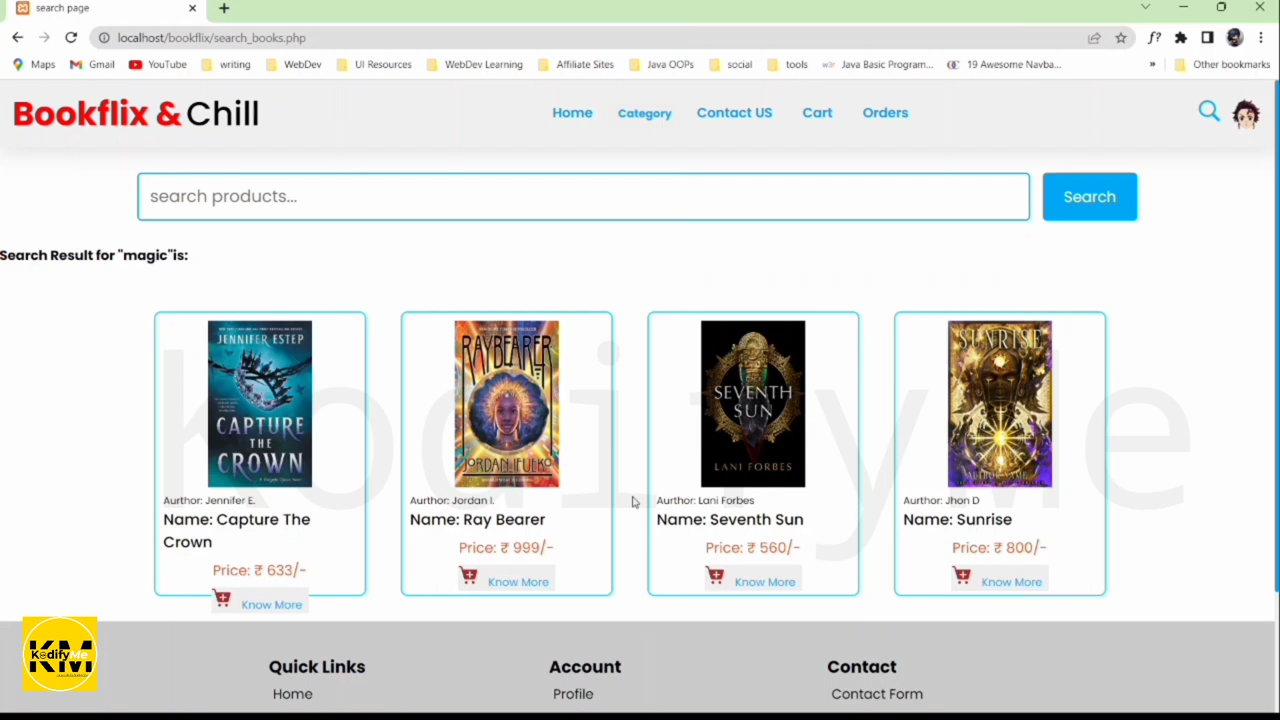 search page
localhost/bookflix/search_books.php
Maps Gmail YouTube writing WebDev UI Resources WebDev Learning Affiliate Sites Java OOPs social tools Java Basic Program... 19 Awesome Navba... » Other bookmarks
Bookflix & Chill
Home Category Contact US Cart Orders
search products...
Search
Search Result for "magic"is:
JENNIFER ESTEP
CAPTURE
THE
CROWN
RAYBEARER
JORDAN IFUEKO
SEVENTH
SUN
LANI FORBES
SUNRISE
AUTHOR NAME
Aurthor: Jennifer E.
Name: Capture The
Crown
Price: ₹ 633/-
Know More
Aurthor: Jordan I.
Name: Ray Bearer
Price: ₹ 999/-
Know More
Aurthor: Lani Forbes
Name: Seventh Sun
Price: ₹ 560/-
Know More
Aurthor: Jhon D
Name: Sunrise
Price: ₹ 800/-
Know More
kodifyMe
KM
KodifyMe
Quick Links
Home
Account
Profile
Contact
Contact Form